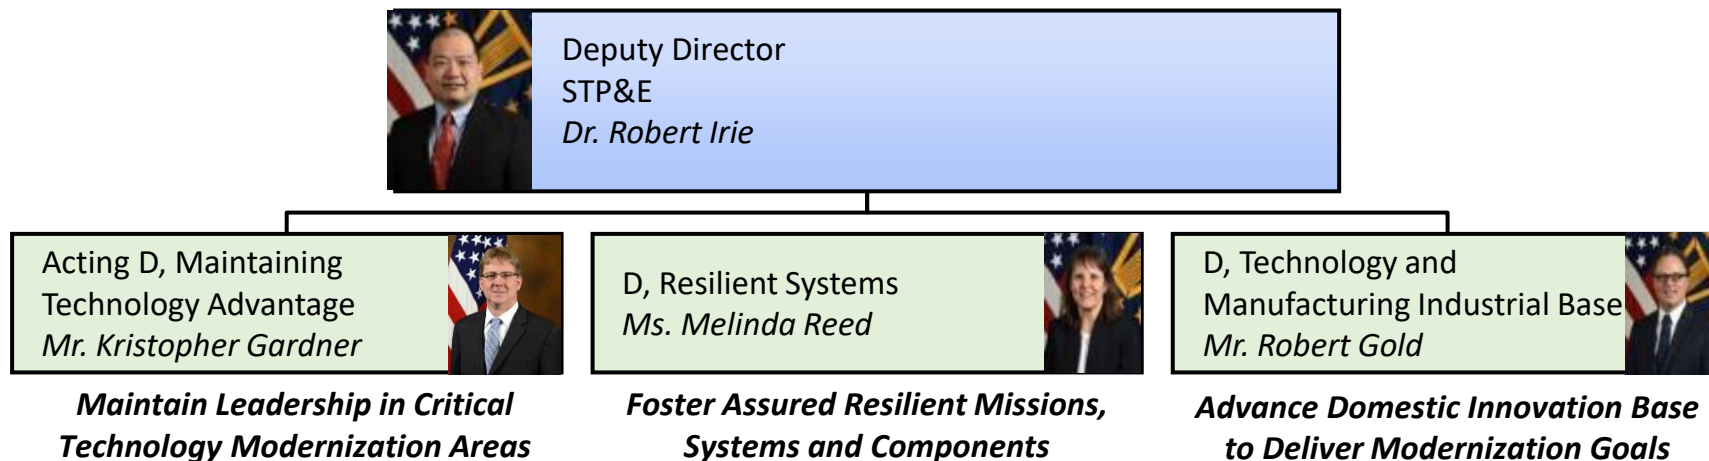 Deputy Director
STP&E
Dr. Robert Irie
Acting D, Maintaining
Technology Advantage
Mr. Kristopher Gardner
D, Resilient Systems
Ms. Melinda Reed
D, Technology and
Manufacturing Industrial Base
Mr. Robert Gold
Maintain Leadership in Critical
Technology Modernization Areas
Foster Assured Resilient Missions,
Systems and Components
Advance Domestic Innovation Base
to Deliver Modernization Goals